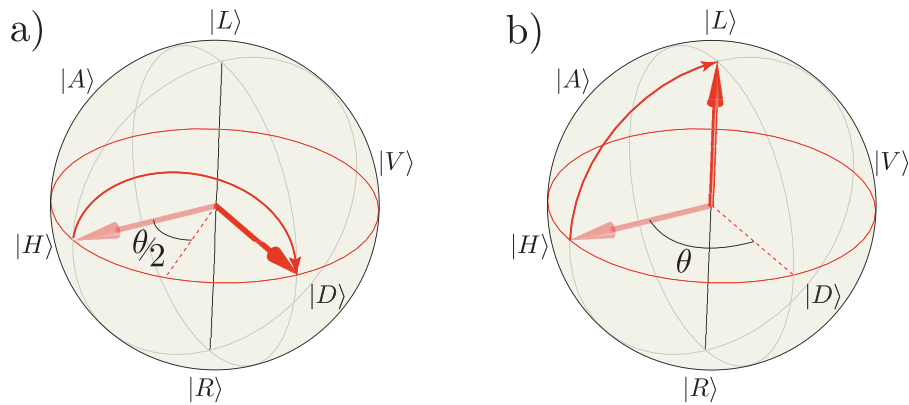 a)
|L⟩
|A⟩
|V⟩
|H⟩
θ/2
|D⟩
|R⟩
b)
|L⟩
|A⟩
|V⟩
|H⟩
θ
|D⟩
|R⟩